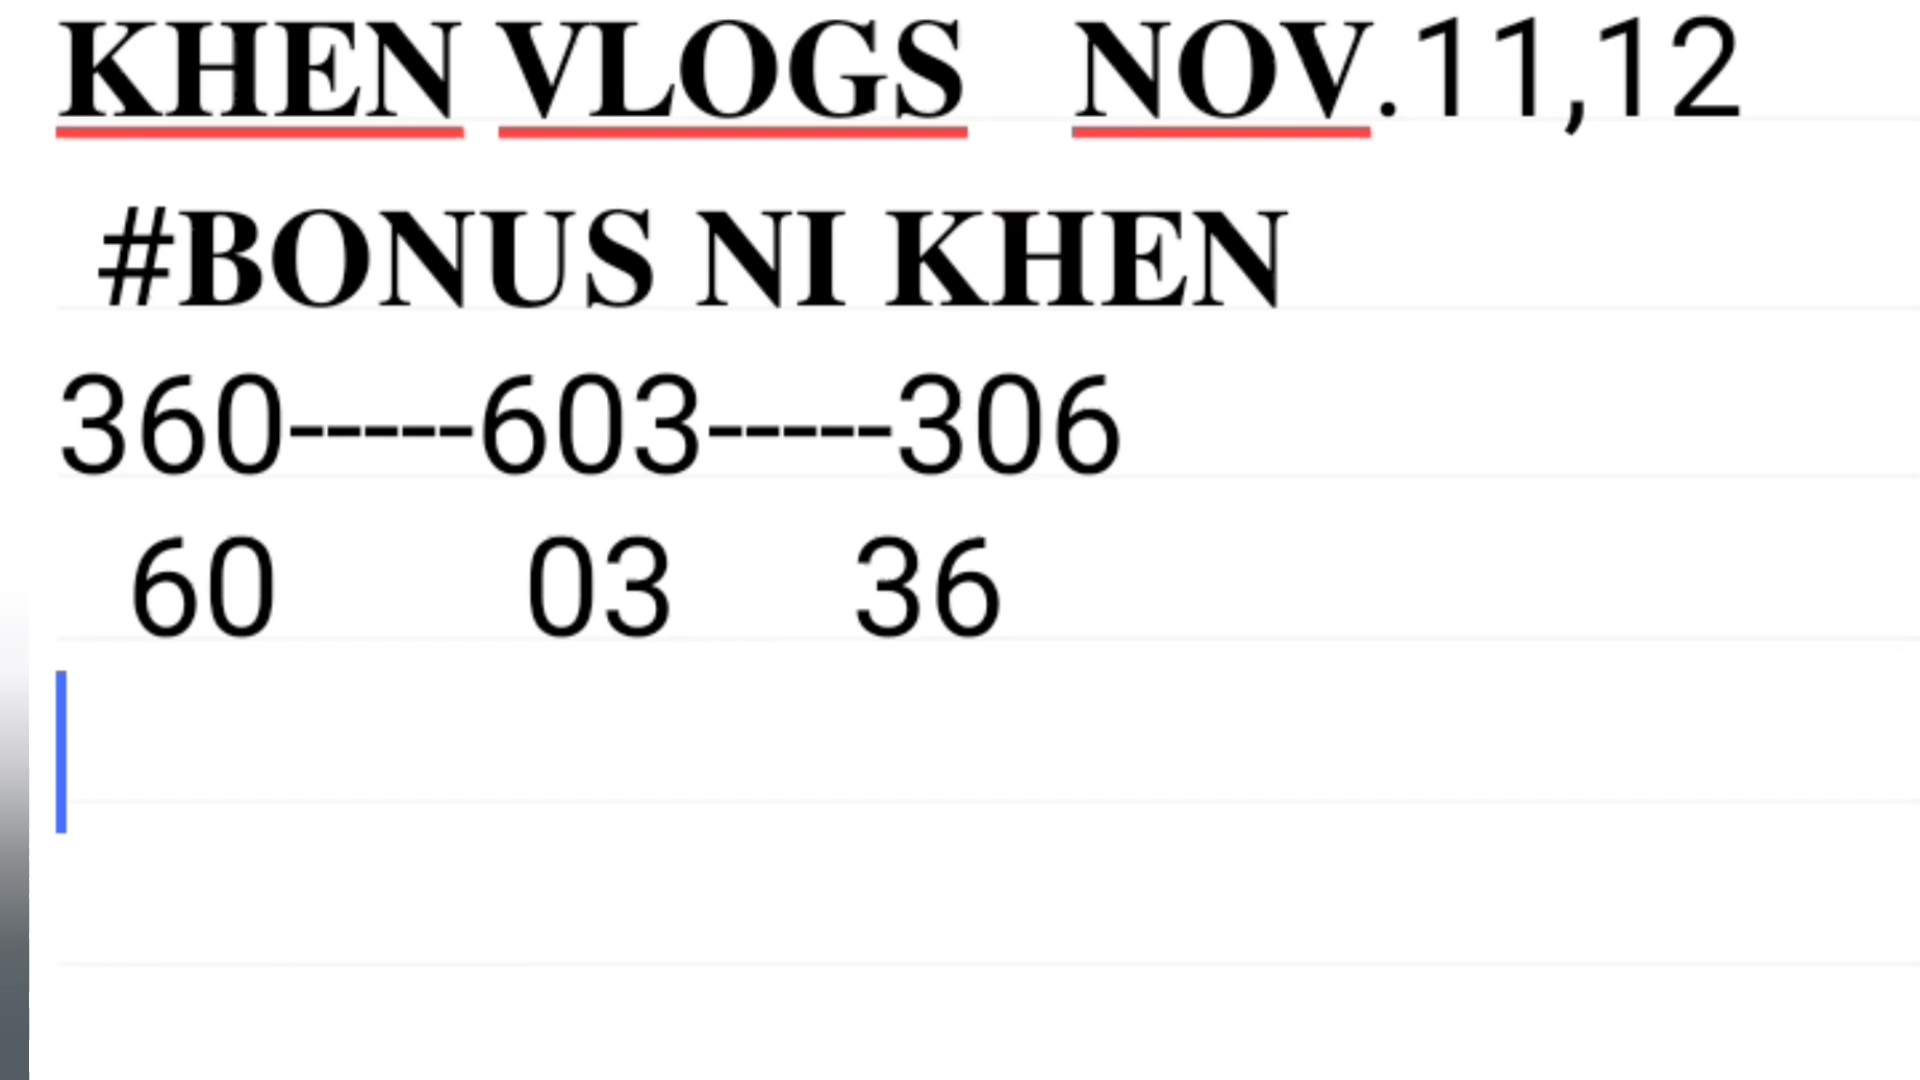 KHEN VLOGS NOV.11,12
#BONUS NI KHEN
360-----603-----306
60 03 36